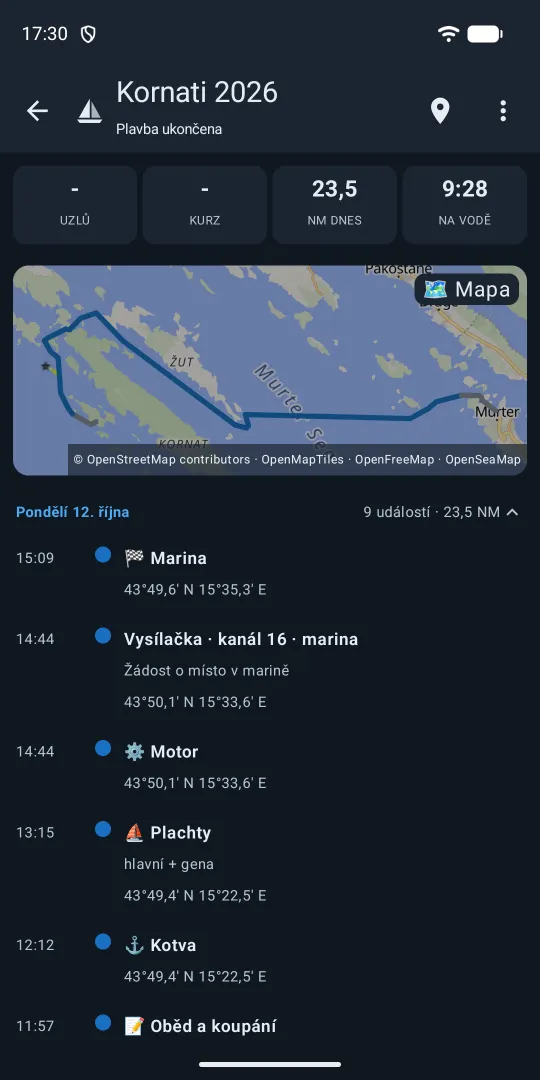 17:30
Kornati 2026
Plavba ukončena
-
UZLŮ
-
KURZ
23,5
NM DNES
9:28
NA VODĚ
Pakoštane
Mapa
ŽUT
Murter Sea
Murter
KORNAT
© OpenStreetMap contributors · OpenMapTiles · OpenFreeMap · OpenSeaMap
Pondělí 12. října
9 událostí · 23,5 NM
15:09
Marina
43°49,6' N 15°35,3' E
14:44
Vysílačka · kanál 16 · marina
Žádost o místo v marině
43°50,1' N 15°33,6' E
14:44
Motor
43°50,1' N 15°33,6' E
13:15
Plachty
hlavní + gena
43°49,4' N 15°22,5' E
12:12
Kotva
43°49,4' N 15°22,5' E
11:57
Oběd a koupání